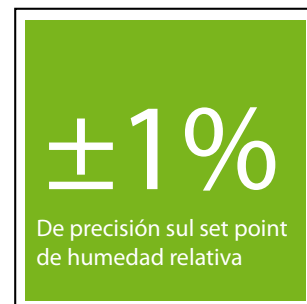 ±1%
De precisión sul set point
de humedad relativa